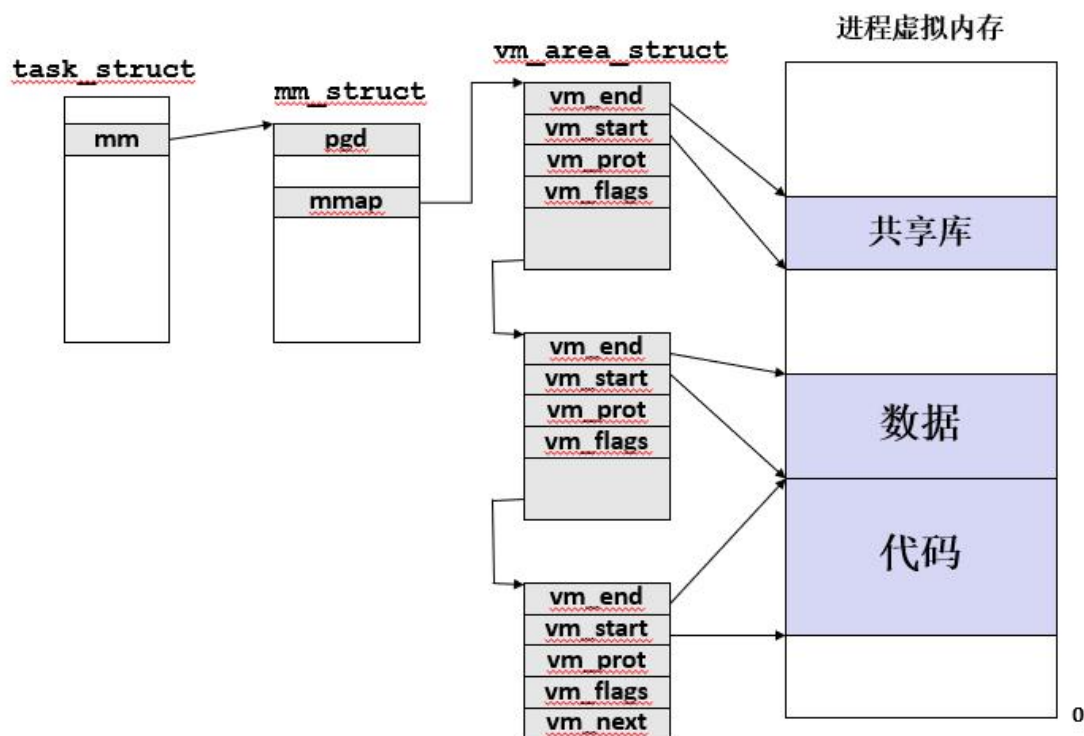 进程虚拟内存
task_struct
mm
mm_struct
pgd
mmap
vm_area_struct
vm_end
vm_start
vm_prot
vm_flags
vm_end
vm_start
vm_prot
vm_flags
vm_end
vm_start
vm_prot
vm_flags
vm_next
共享库
数据
代码
0